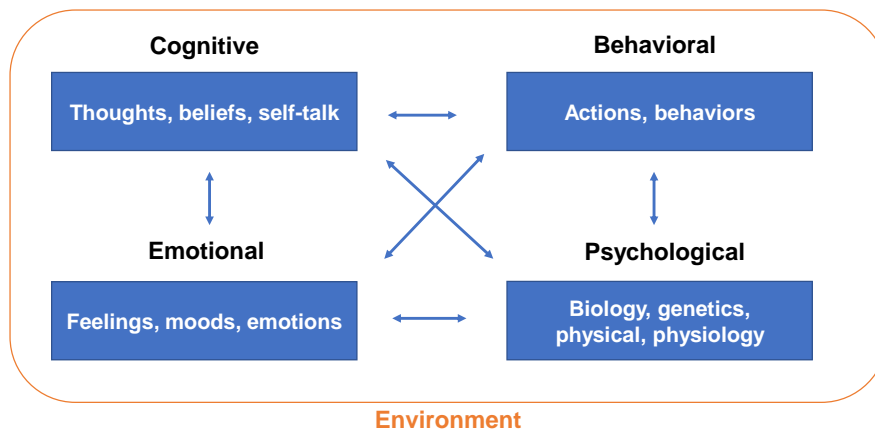 Cognitive
Thoughts, beliefs, self-talk
Behavioral
Actions, behaviors
Emotional
Feelings, moods, emotions
Psychological
Biology, genetics,
physical, physiology
Environment